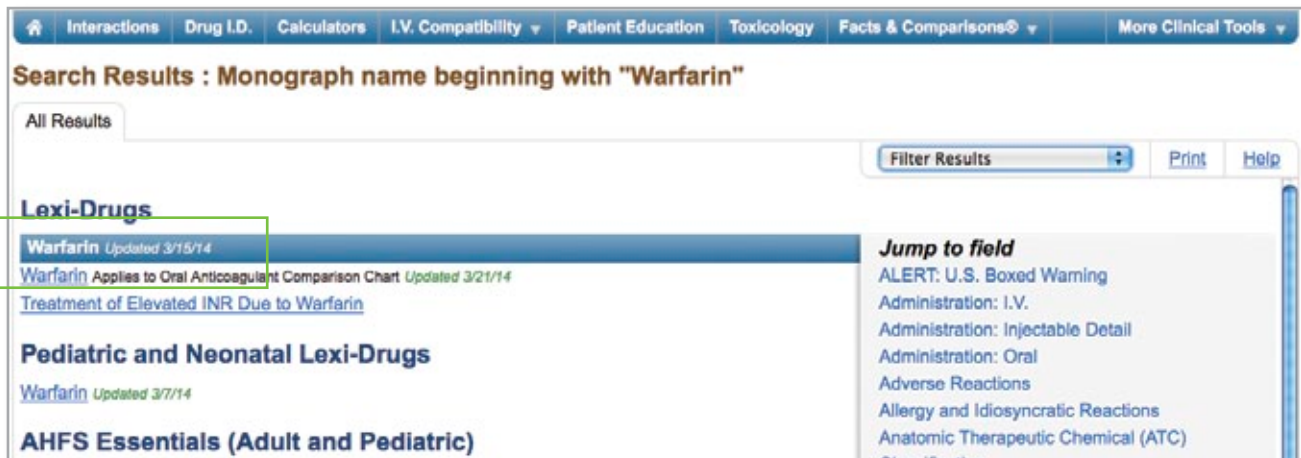 Interactions Drug I.D. Calculators I.V. Compatibility Patient Education Toxicology Facts & Comparisons® More Clinical Tools
Search Results : Monograph name beginning with "Warfarin"
All Results
Filter Results Print Help
Lexi-Drugs
Warfarin Updated 3/15/14
Warfarin Applies to Oral Anticoagulant Comparison Chart Updated 3/21/14
Treatment of Elevated INR Due to Warfarin
Pediatric and Neonatal Lexi-Drugs
Warfarin Updated 3/7/14
AHFS Essentials (Adult and Pediatric)
Jump to field
ALERT: U.S. Boxed Warning
Administration: I.V.
Administration: Injectable Detail
Administration: Oral
Adverse Reactions
Allergy and Idiosyncratic Reactions
Anatomic Therapeutic Chemical (ATC)